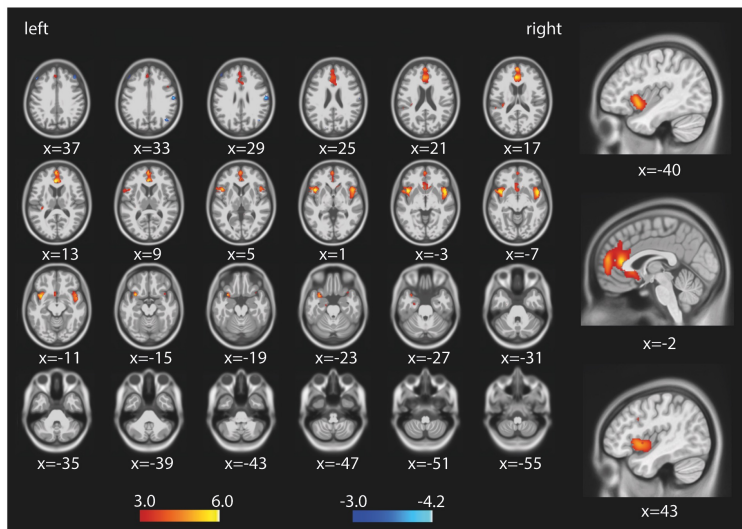 left right
x=37 x=33 x=29 x=25 x=21 x=17
x=-40
x=13 x=9 x=5 x=1 x=-3 x=-7
x=-11 x=-15 x=-19 x=-23 x=-27 x=-31
x=-2
x=-35 x=-39 x=-43 x=-47 x=-51 x=-55
3.0 6.0 -3.0 -4.2
x=43